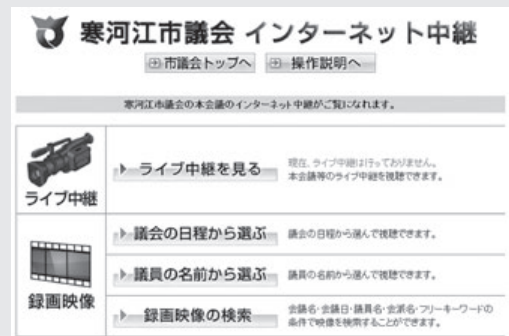 寒河江市議会 インターネット中継
市議会トップへ 操作説明へ
寒河江市議会の本会議のインターネット中継がご覧になれます。
ライブ中継
ライブ中継を見る
現在、ライブ中継は行っておりません。
本会議等のライブ中継を視聴できます。
録画映像
議会の日程から選ぶ
議会の日程から選んで視聴できます。
議員の名前から選ぶ
議員の名前から選んで視聴できます。
録画映像の検索
会議名・会議日・議員名・会派名・フリーキーワードの
条件で映像を検索することができます。